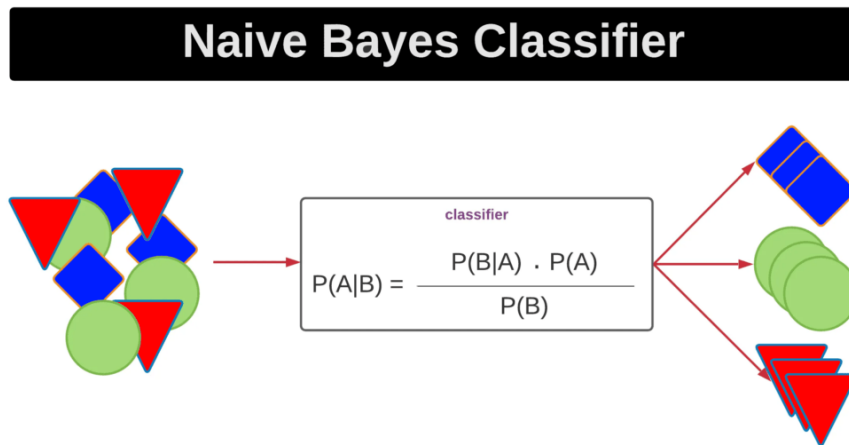 Naive Bayes Classifier
classifier
P(B|A) . P(A)
P(A|B) =
P(B)